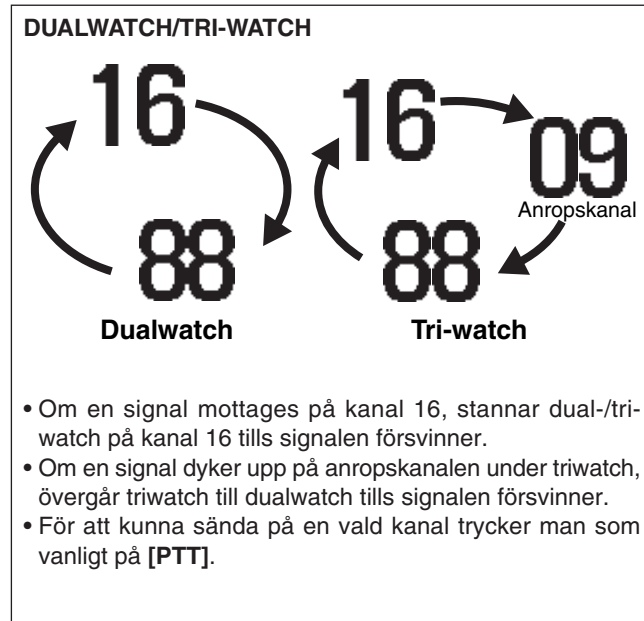 DUALWATCH/TRI-WATCH
16
88
Dualwatch
16
09
Anropskanal
88
Tri-watch
• Om en signal mottages på kanal 16, stannar dual-/tri-
watch på kanal 16 tills signalen försvinner.
• Om en signal dyker upp på anropskanalen under triwatch,
övergår triwatch till dualwatch tills signalen försvinner.
• För att kunna sända på en vald kanal trycker man som
vanligt på [PTT].